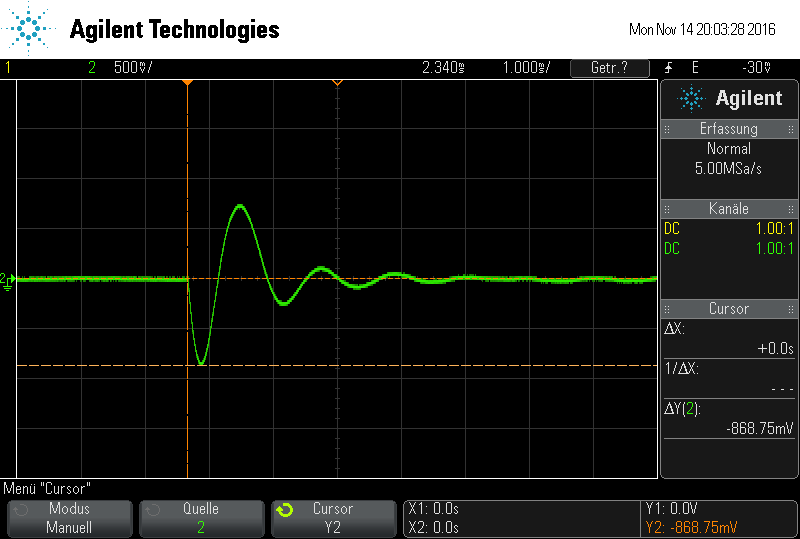 Agilent Technologies
Mon Nov 14 20:03:28 2016
1 2 500V/ 2.340s 1.000s/ Getr.? E -30V
Agilent
Erfassung
Normal
5.00MSa/s
Kanäle
DC 1.00:1
DC 1.00:1
Cursor
ΔX:
+0.0s
1/ΔX:
- - -
ΔY(2):
-868.75mV
2
Menü "Cursor"
Modus
Manuell
Quelle
2
Cursor
Y2
X1: 0.0s
X2: 0.0s
Y1: 0.0V
Y2: -868.75mV